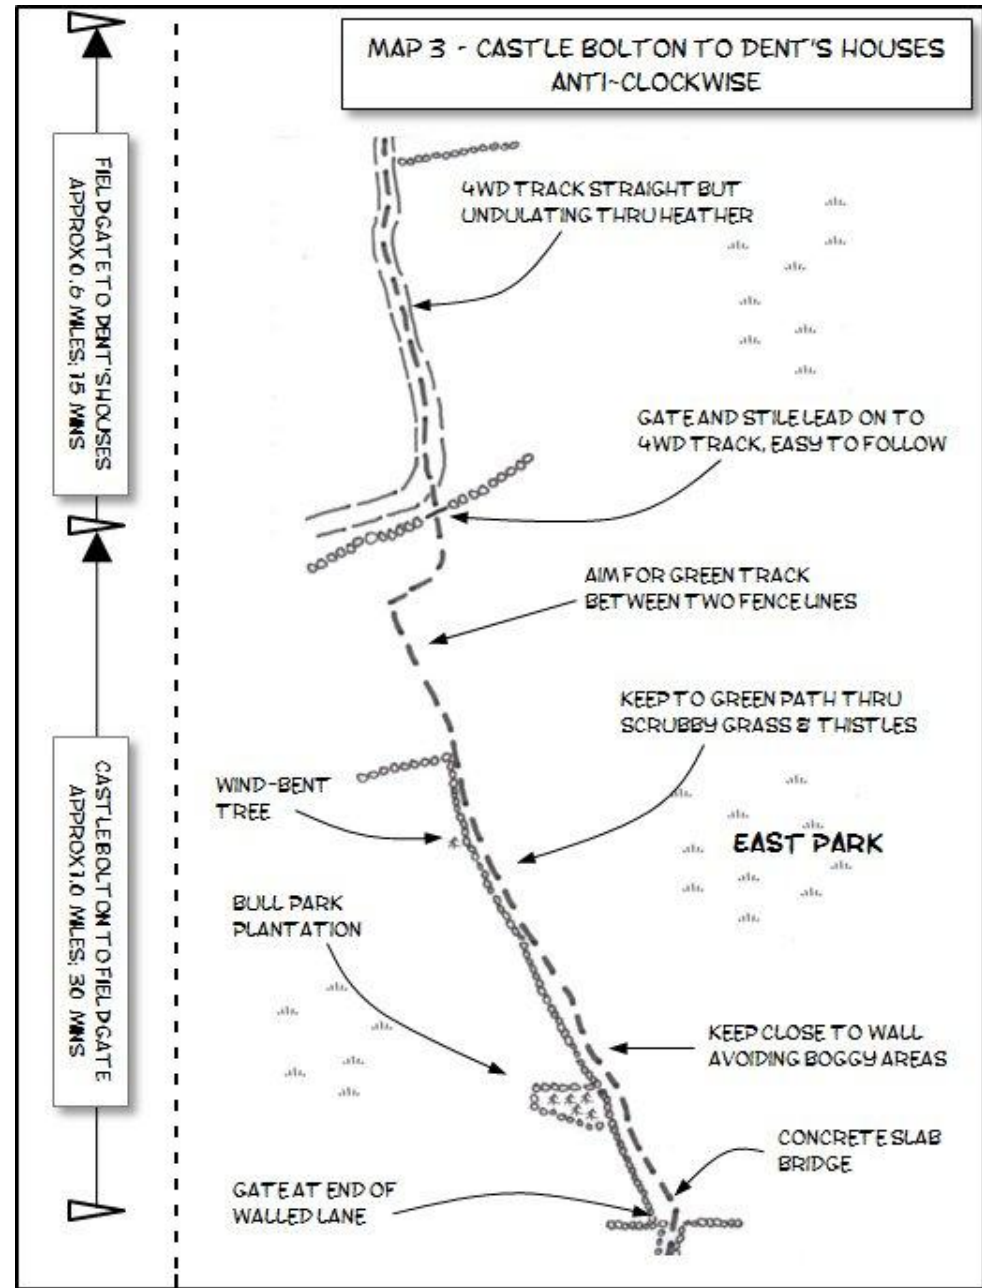 MAP 3 - CASTLE BOLTON TO DENT'S HOUSES
ANTI-CLOCKWISE
FIELD GATE TO DENT'S HOUSES
APPROX 0.6 MILES; 15 MINS
4WD TRACK STRAIGHT BUT
UNDULATING THRU HEATHER
GATE AND STILE LEAD ON TO
4WD TRACK, EASY TO FOLLOW
AIM FOR GREEN TRACK
BETWEEN TWO FENCE LINES
KEEP TO GREEN PATH THRU
SCRUBBY GRASS & THISTLES
CASTLE BOLTON TO FIELD GATE
APPROX 1.0 MILES; 30 MINS
WIND-BENT
TREE
EAST PARK
BULL PARK
PLANTATION
KEEP CLOSE TO WALL
AVOIDING BOGGY AREAS
CONCRETE SLAB
BRIDGE
GATE AT END OF
WALLED LANE